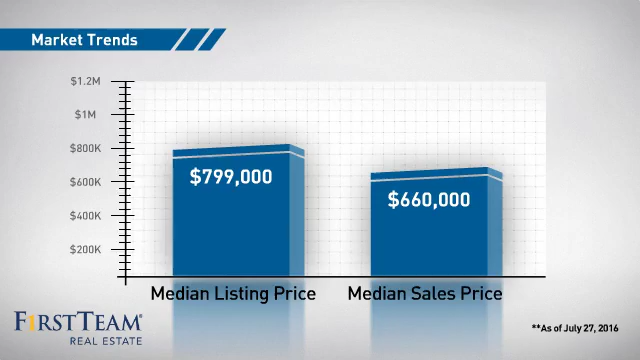 Market Trends
$1.2M
$1M
$800K
$600K
$400K
$200K
$799,000
$660,000
Median Listing Price
Median Sales Price
FIRSTTEAM®
REAL ESTATE
**As of July 27, 2016